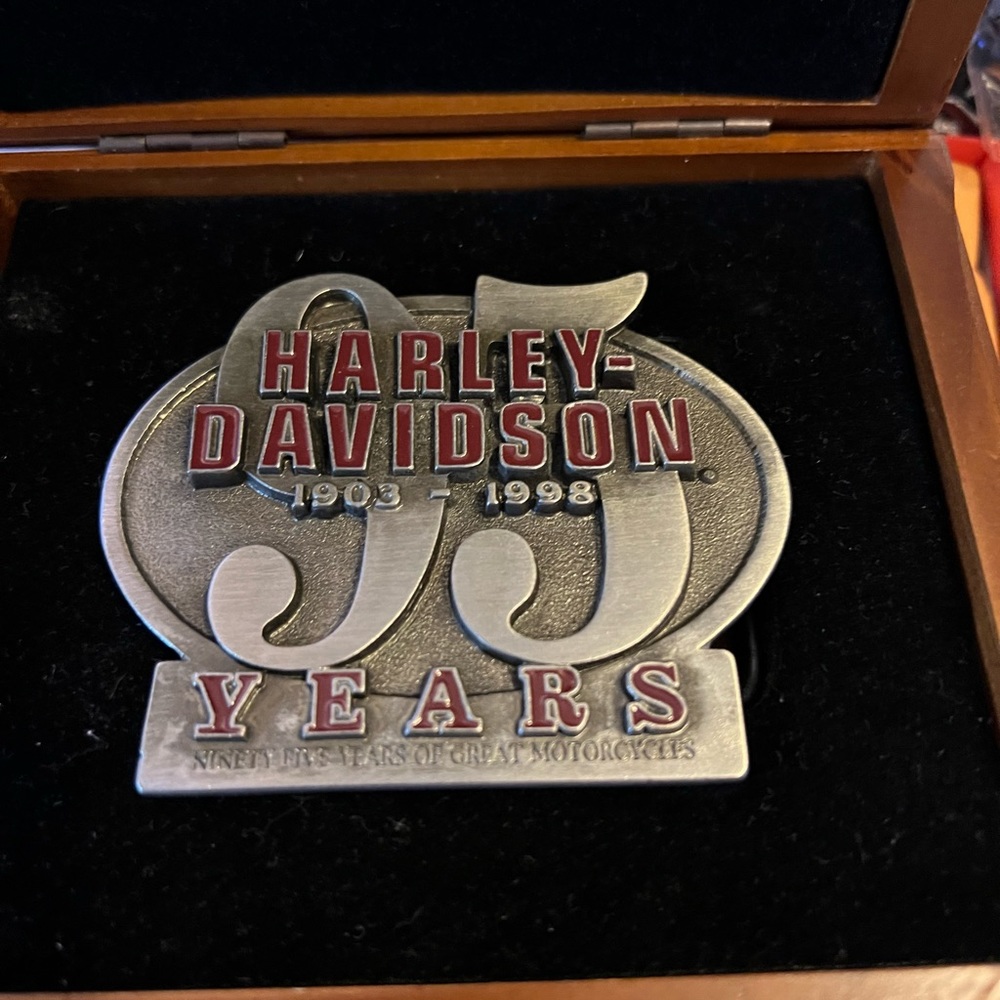 95
HARLEY-
DAVIDSON
1903 - 1998
YEARS
NINETY FIVE YEARS OF GREAT MOTORCYCLES